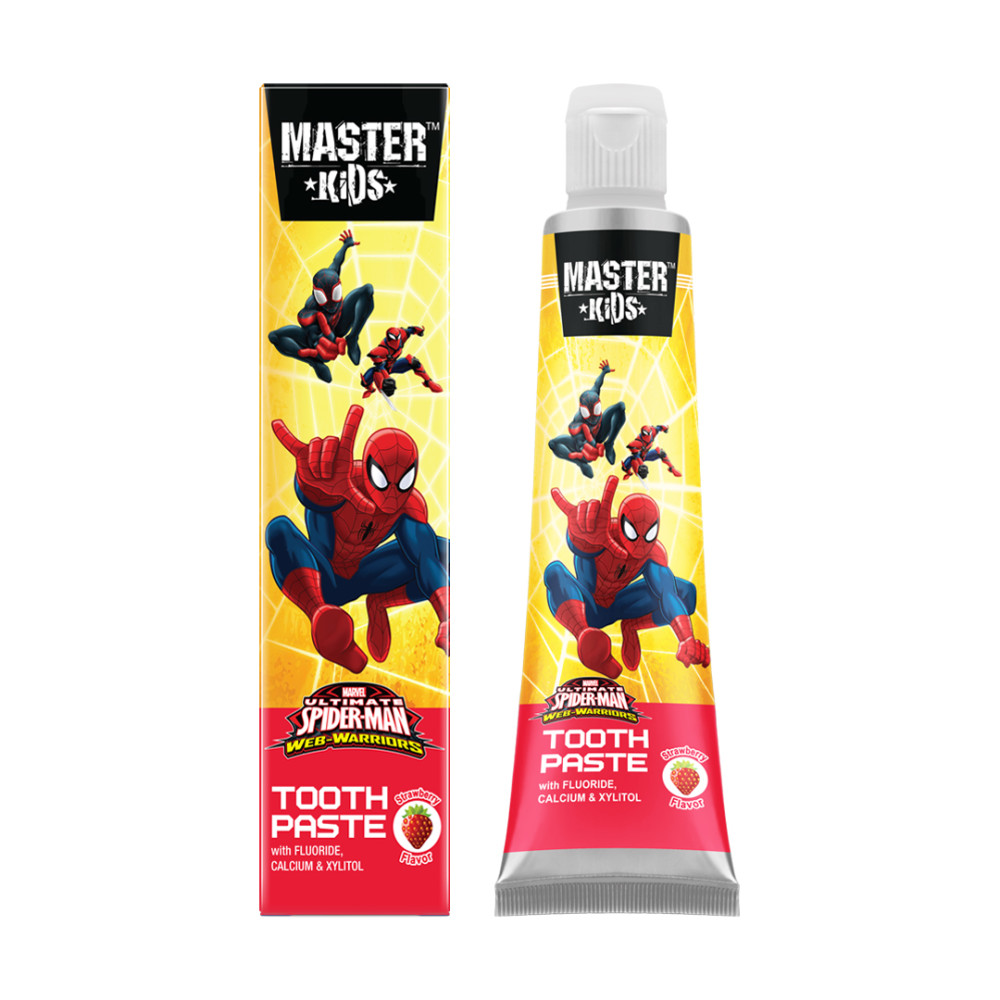 MASTER™
KiDS
MARVEL
ULTIMATE
SPIDER-MAN
WEB-WARRIORS
TOOTH
PASTE
with FLUORIDE,
CALCIUM & XYLITOL
Strawberry
Flavor
MASTER™
KiDS
MARVEL
ULTIMATE
SPIDER-MAN
WEB-WARRIORS
TOOTH
PASTE
with FLUORIDE,
CALCIUM & XYLITOL
Strawberry
Flavor